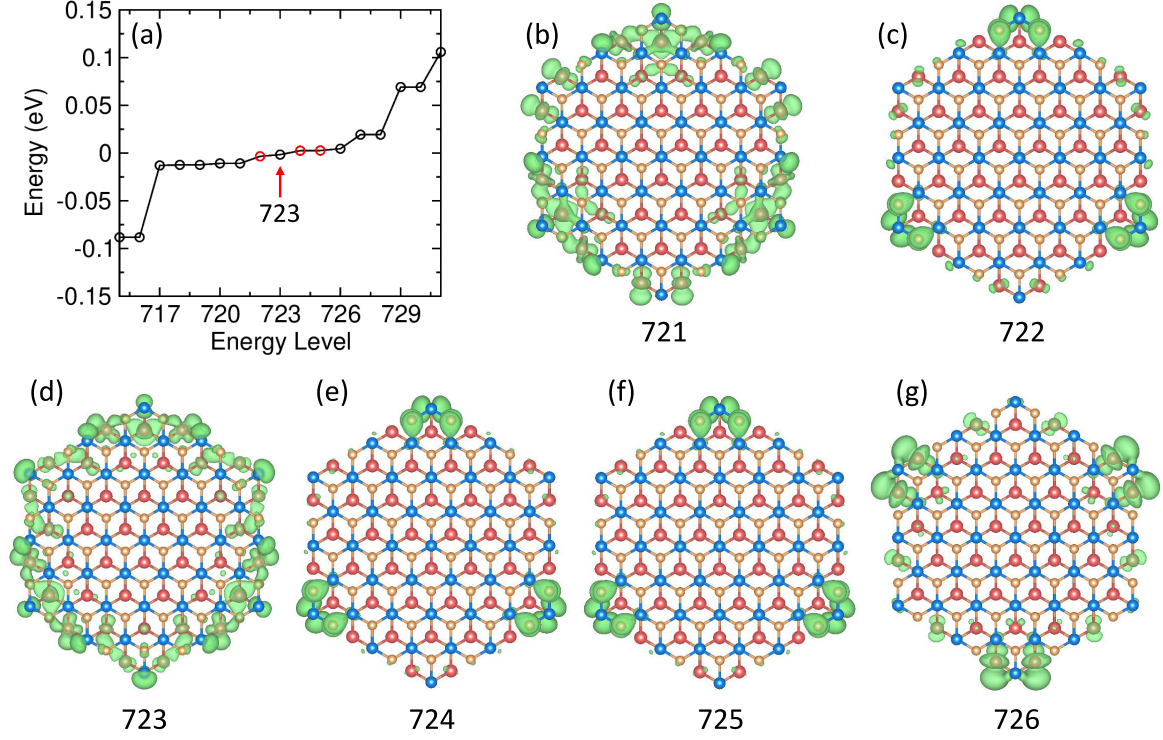 (a)
0.15
0.1
0.05
0
-0.05
-0.1
-0.15
Energy (eV)
723
717 720 723 726 729
Energy Level
(b)
721
(c)
722
(d)
723
(e)
724
(f)
725
(g)
726